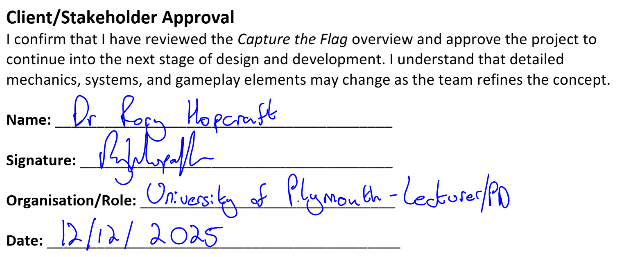 Client/Stakeholder Approval
I confirm that I have reviewed the Capture the Flag overview and approve the project to
continue into the next stage of design and development. I understand that detailed
mechanics, systems, and gameplay elements may change as the team refines the concept.
Name: Dr Rory Hopcraft
Signature:
Organisation/Role: University of Plymouth - Lecturer/PD
Date: 12/12/2025